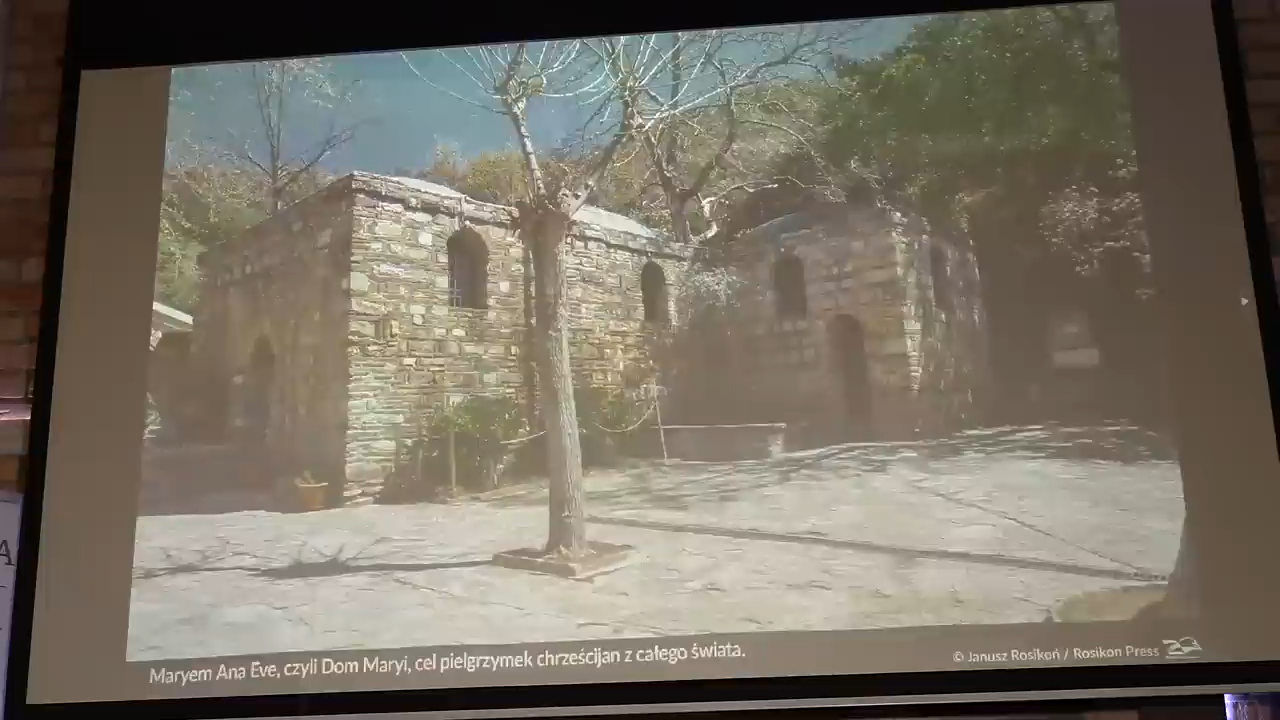 Maryem Ana Eve, czyli Dom Maryi, cel pielgrzymek chrześcijan z całego świata.
© Janusz Rosikoń / Rosikon Press
A